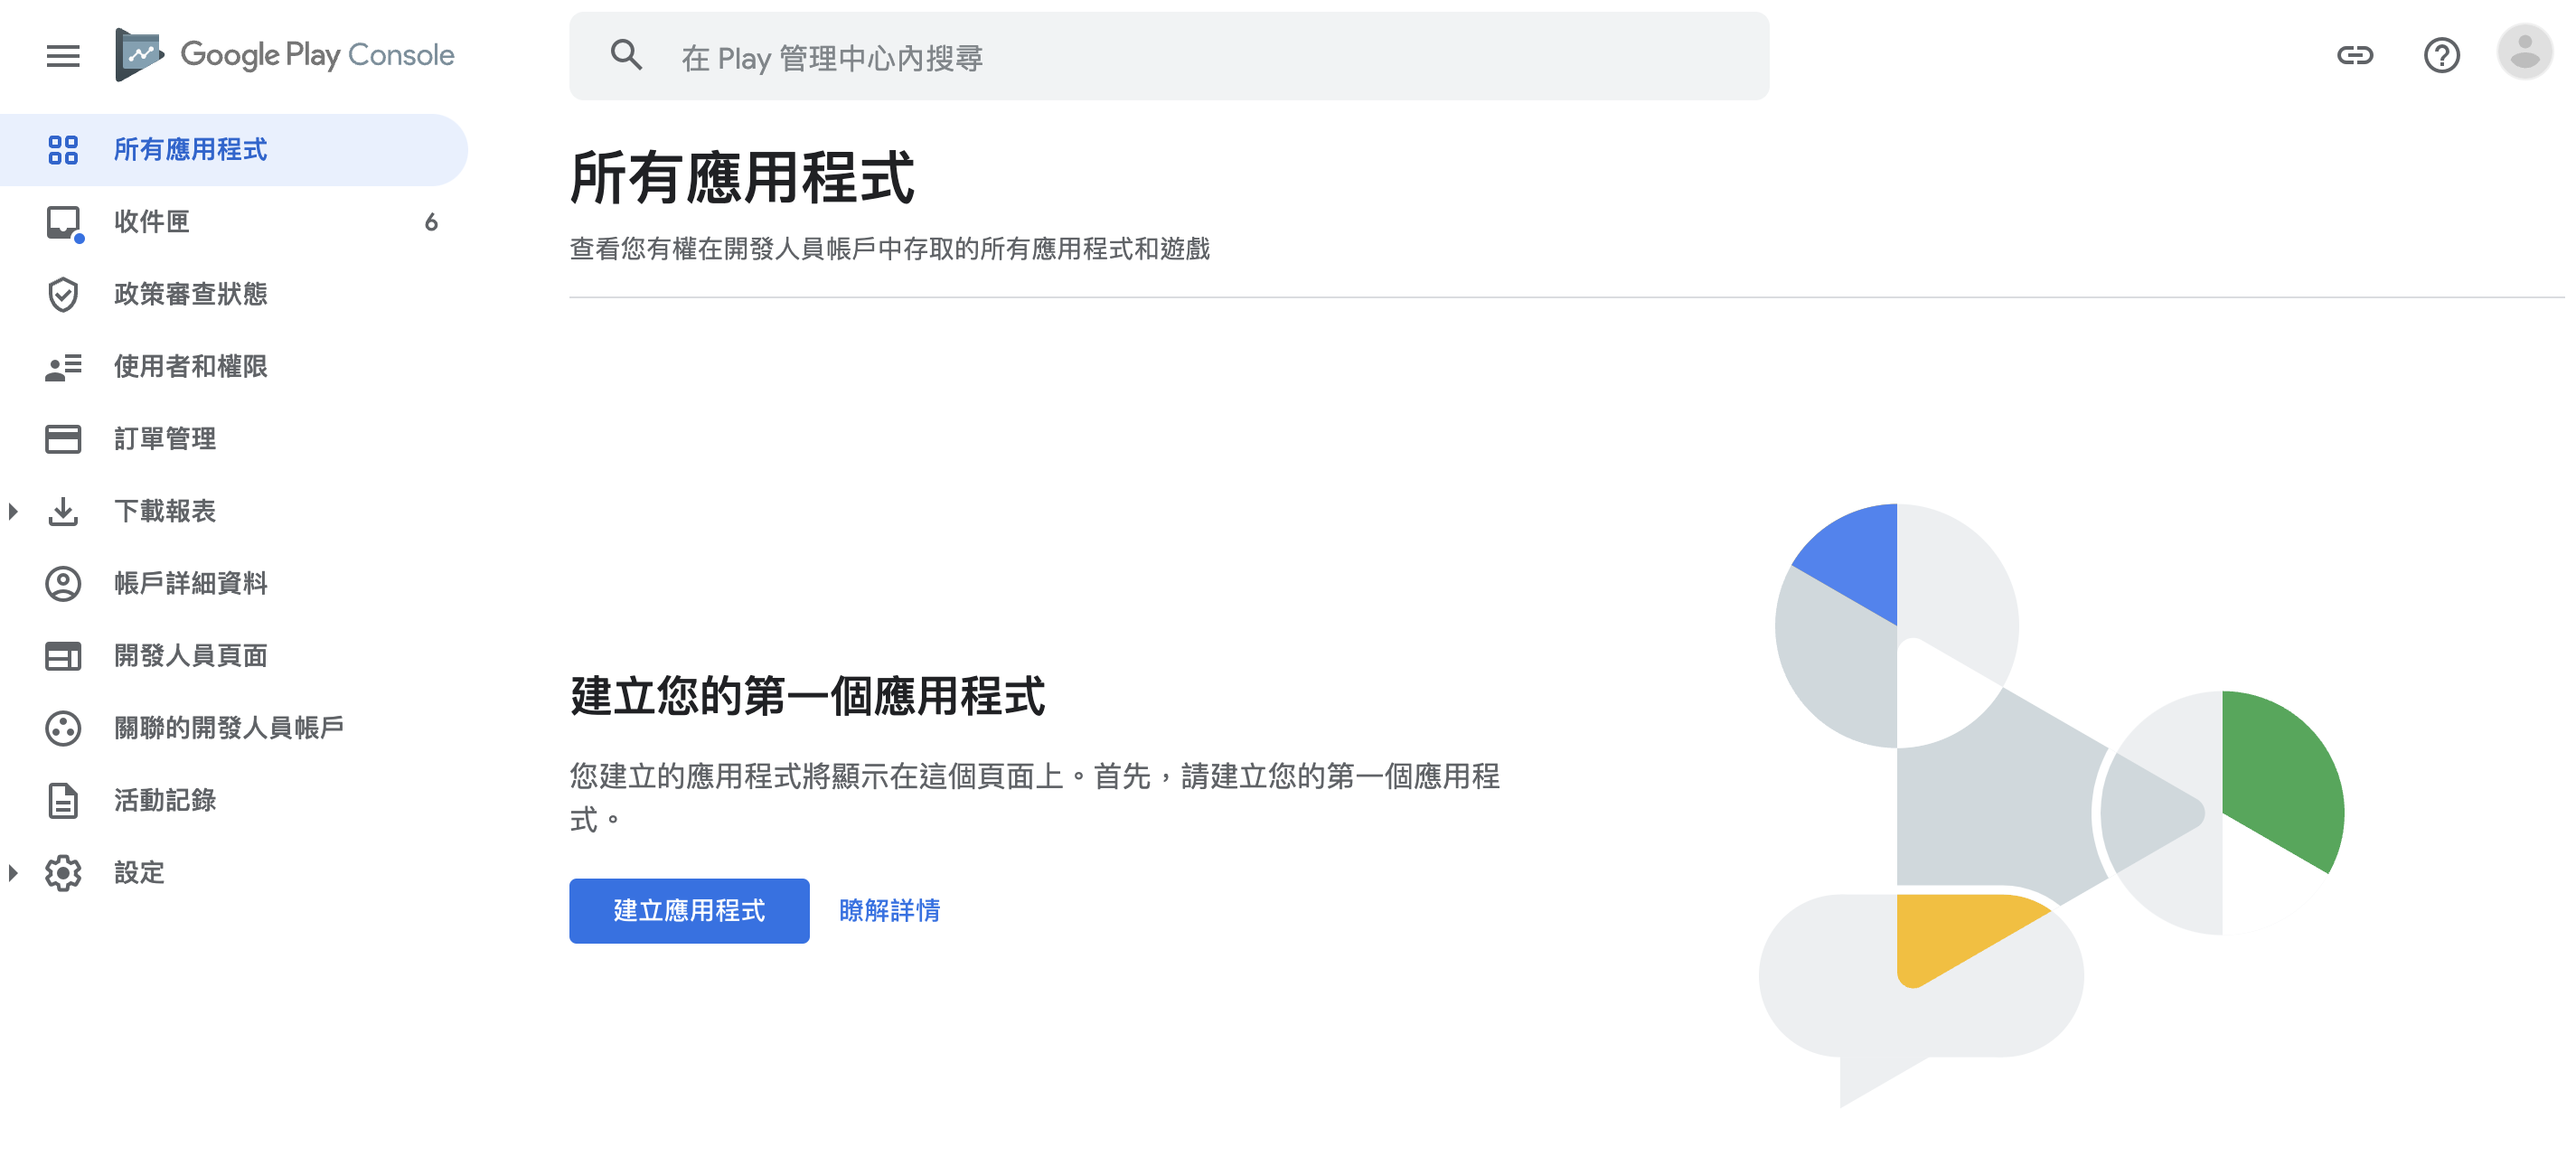 Google Play Console
在 Play 管理中心內搜尋
所有應用程式
收件匣 6
政策審查狀態
使用者和權限
訂單管理
下載報表
帳戶詳細資料
開發人員頁面
關聯的開發人員帳戶
活動記錄
設定
所有應用程式
查看您有權在開發人員帳戶中存取的所有應用程式和遊戲
建立您的第一個應用程式
您建立的應用程式將顯示在這個頁面上。首先，請建立您的第一個應用程
式。
建立應用程式 瞭解詳情